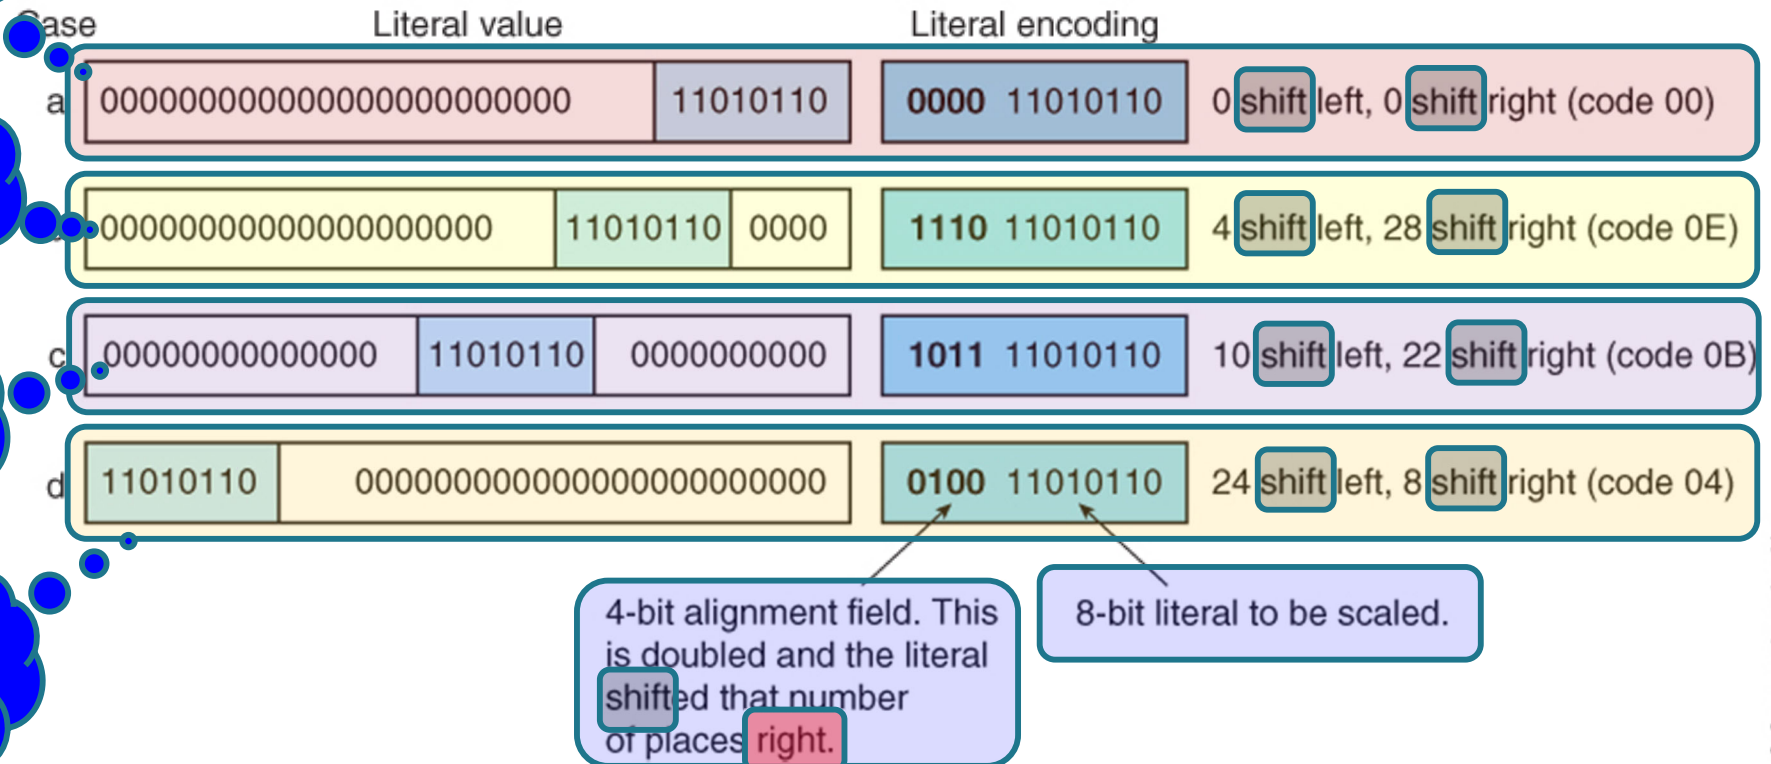 Case Literal value Literal encoding
a 000000000000000000000000 11010110 0000 11010110 0 shift left, 0 shift right (code 00)
00000000000000000000 11010110 0000 1110 11010110 4 shift left, 28 shift right (code 0E)
c 00000000000000 11010110 0000000000 1011 11010110 10 shift left, 22 shift right (code 0B)
d 11010110 000000000000000000000000 0100 11010110 24 shift left, 8 shift right (code 04)
4-bit alignment field. This
is doubled and the literal
shifted that number
of places right.
8-bit literal to be scaled.